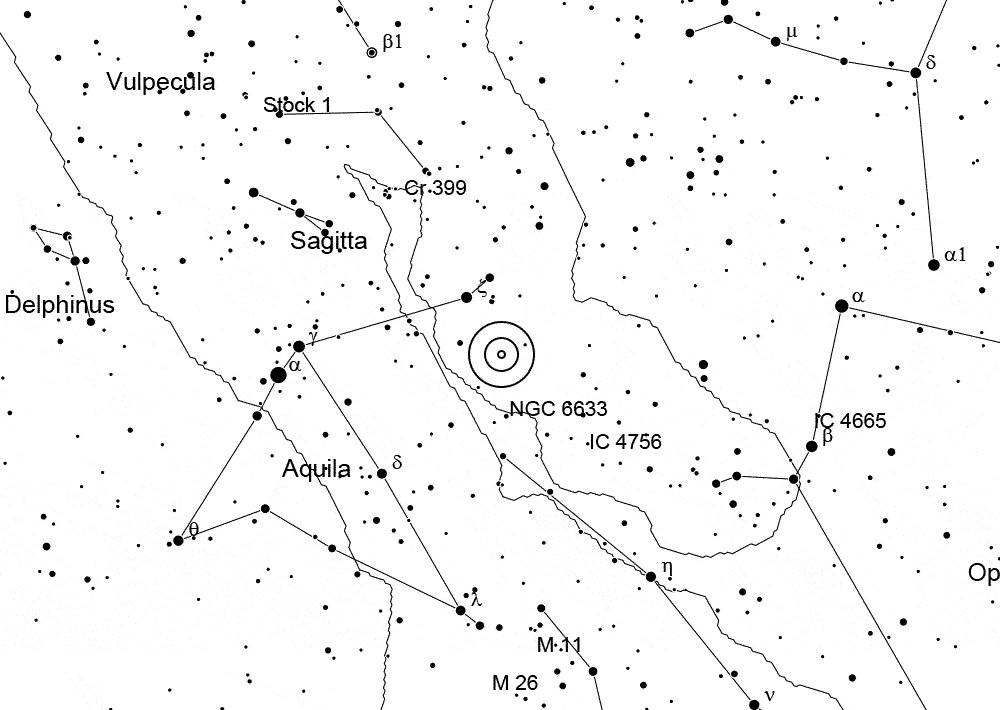 β1
μ
δ
Vulpecula
Stock 1
Cr 399
Sagitta
α1
Delphinus
ζ
α
γ
α
NGC 6633
IC 4665
β
IC 4756
Aquila
δ
θ
η
Op
λ
M 11
M 26
ν